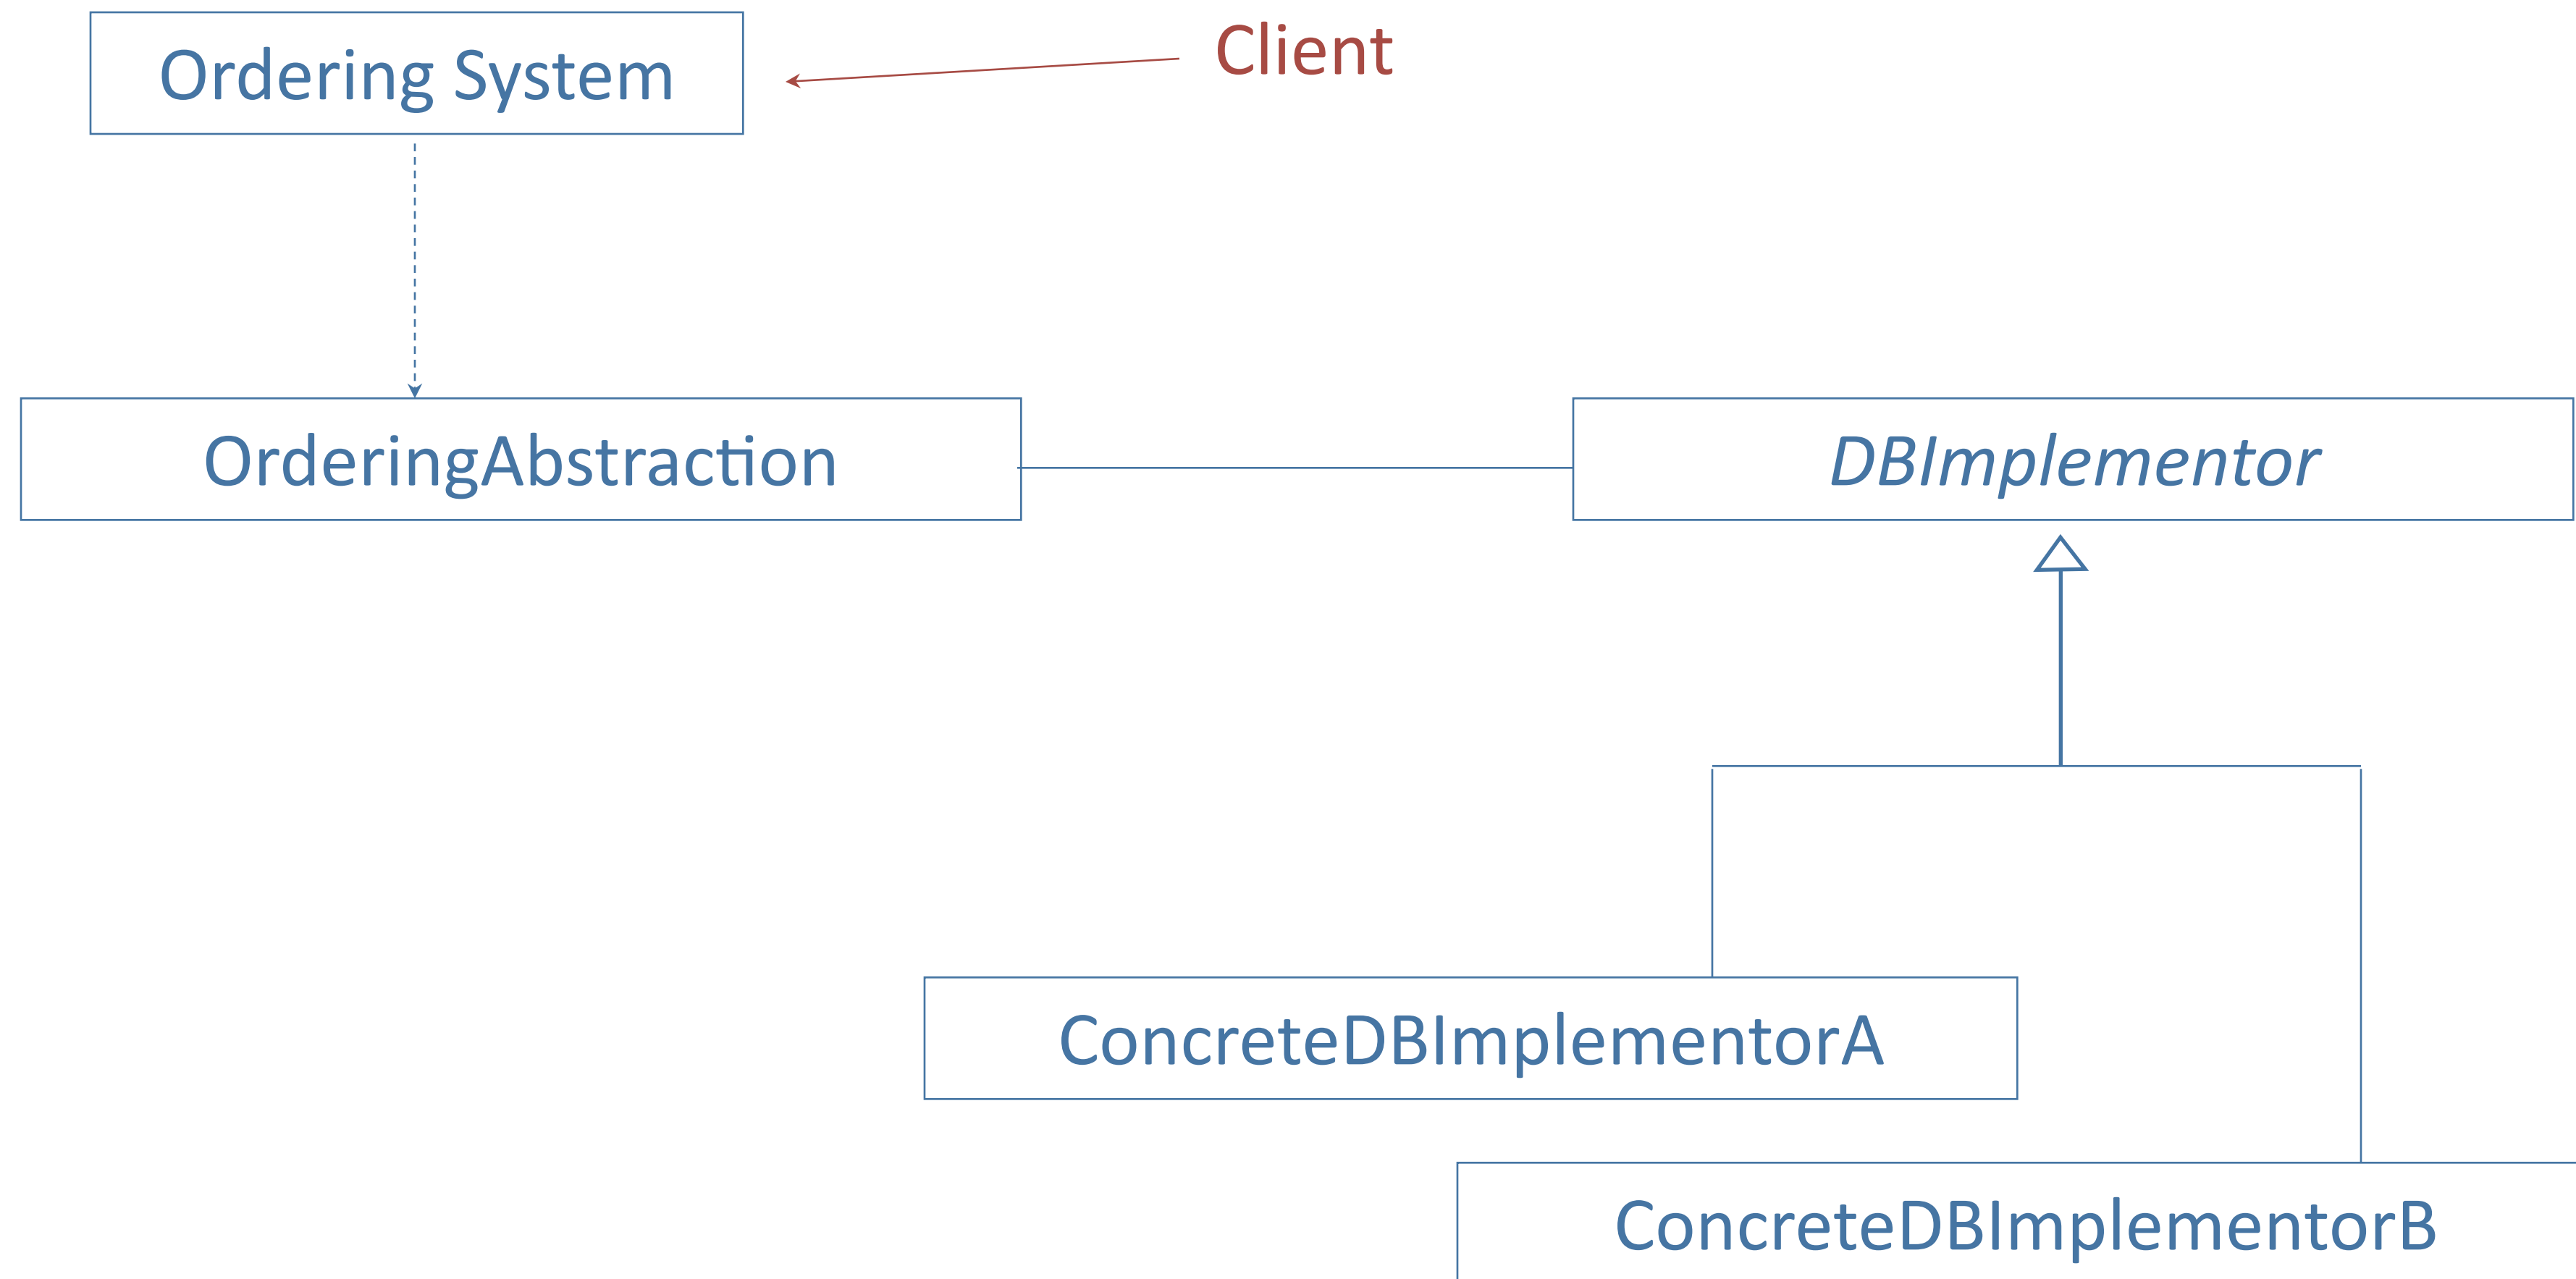 Ordering System
Client
OrderingAbstraction
DBImplementor
ConcreteDBImplementorA
ConcreteDBImplementorB